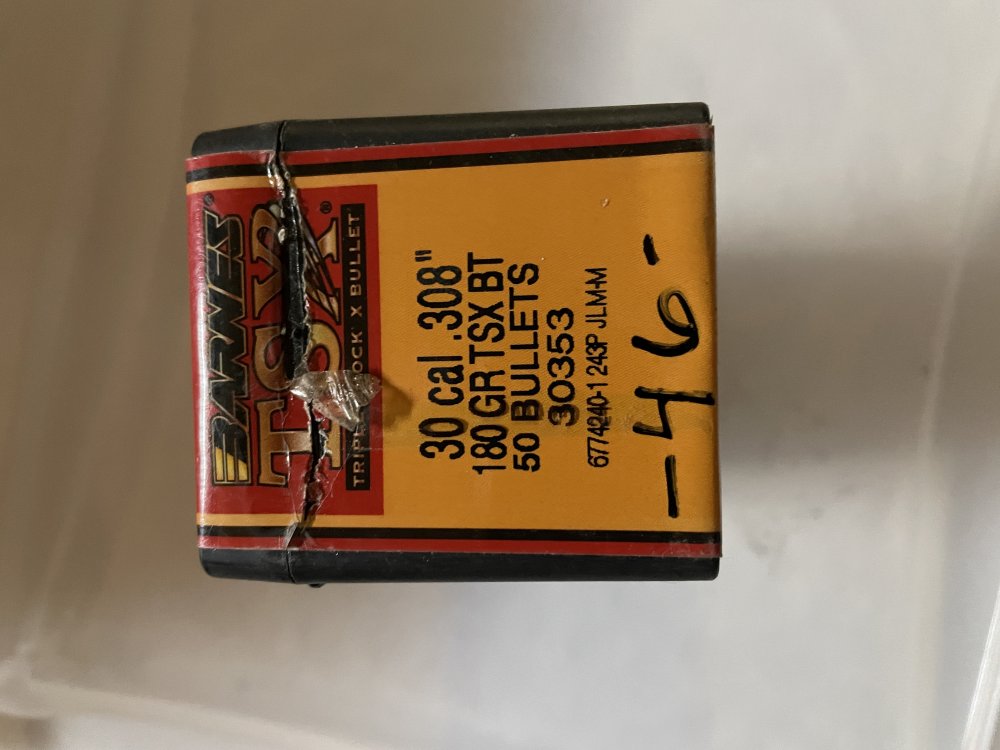 BARNES®
TSX®
TRIPLE-SHOCK X BULLET
30 cal .308"
180 GR TSX BT
50 BULLETS
30353
6774240-1 243P JLM-M
- 46 -